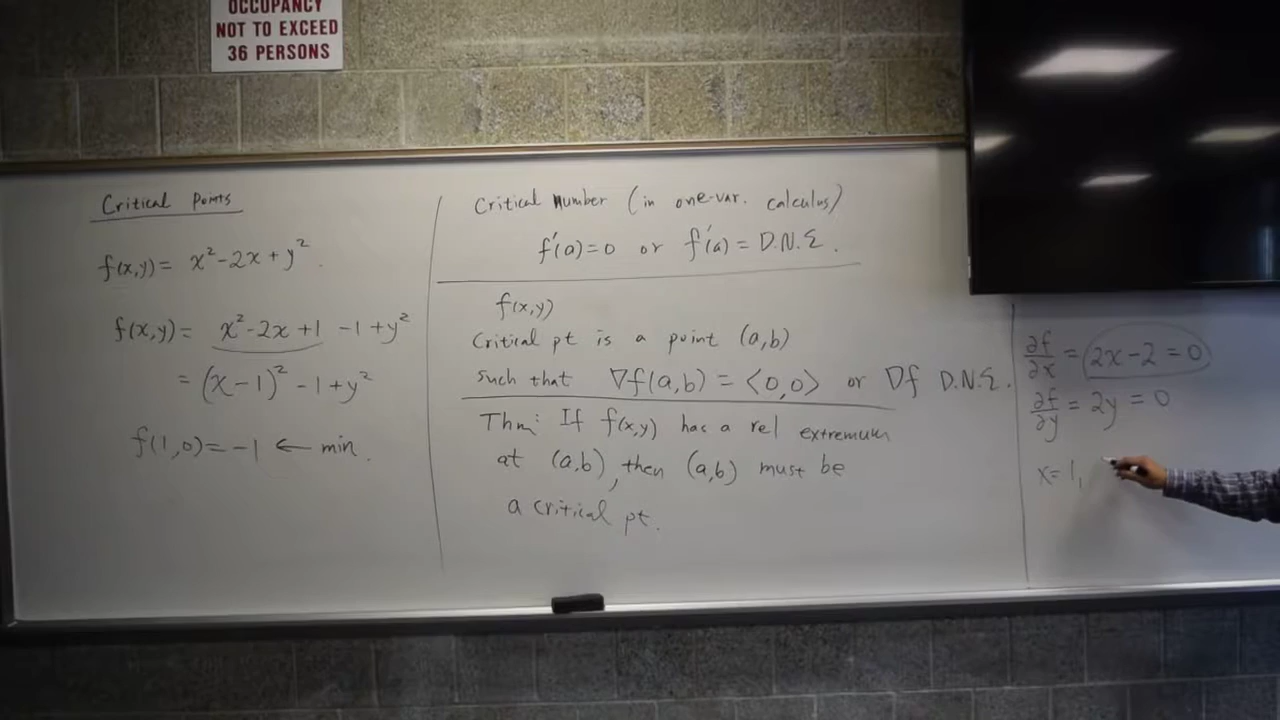 OCCUPANCY
NOT TO EXCEED
36 PERSONS
Critical Points
f(x,y) = x² - 2x + y².
f(x,y) = x² - 2x + 1 - 1 + y²
= (x - 1)² - 1 + y²
f(1,0) = -1 ← min.
Critical Number (in one-var. calculus)
f'(a) = 0 or f'(a) = D.N.E.
f(x,y)
Critical pt is a point (a,b)
such that ∇f(a,b) = <0,0> or ∇f D.N.E.
Thm: If f(x,y) has a rel extremum
at (a,b), then (a,b) must be
a critical pt.
∂f/∂x = 2x - 2 = 0
∂f/∂y = 2y = 0
x = 1,